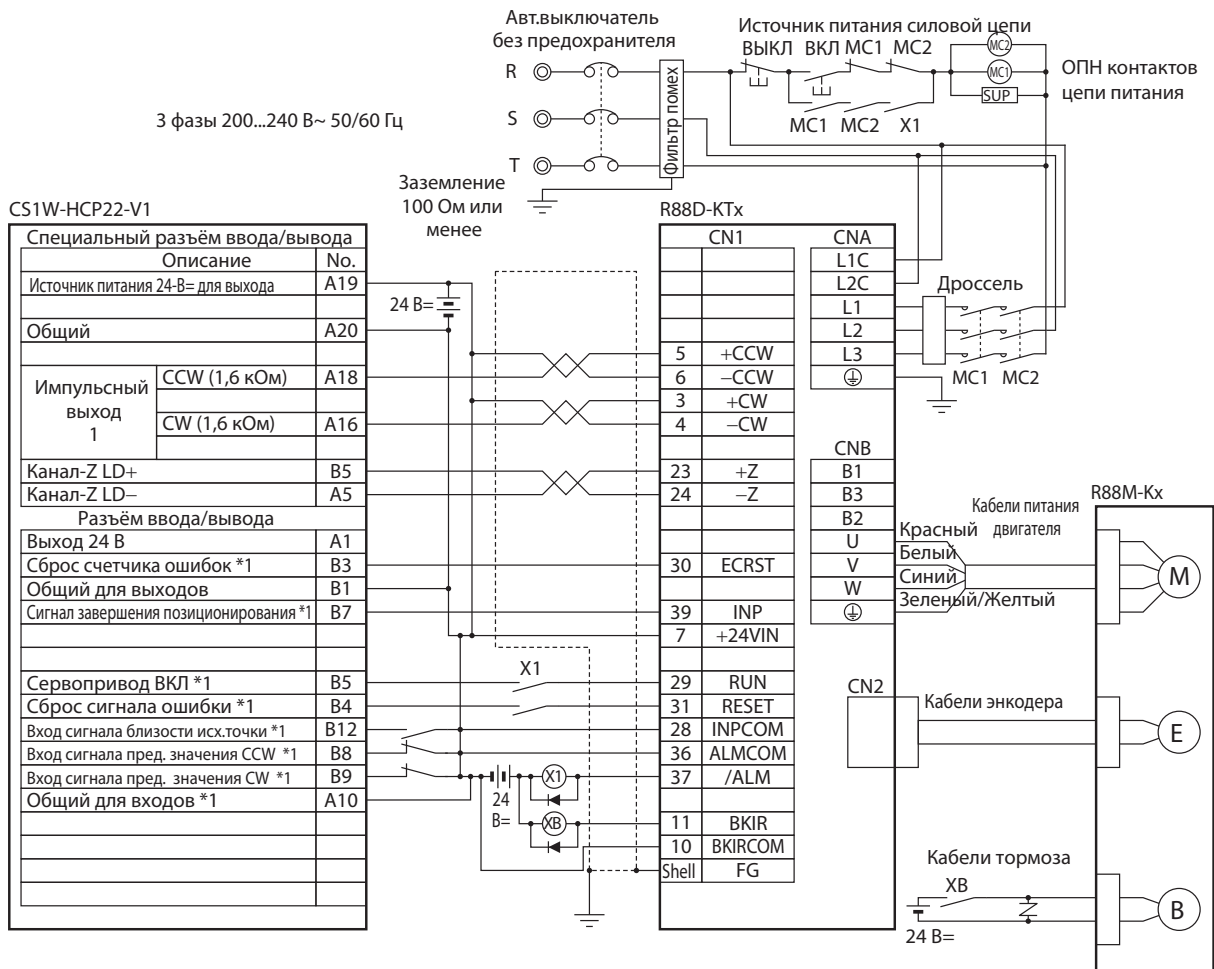 Авт.выключатель
без предохранителя
Источник питания силовой цепи
ВЫКЛ ВКЛ MC1 MC2
MC2
MC1
SUP
ОПН контактов
цепи питания
R
S
T
Фильтр помех
MC1 MC2 X1
3 фазы 200...240 В~ 50/60 Гц
Заземление
100 Ом или
менее
CS1W-HCP22-V1
Специальный разъём ввода/вывода
Описание No.
Источник питания 24-В= для выхода A19
Общий A20
Импульсный
выход
1
CCW (1,6 кОм) A18
CW (1,6 кОм) A16
Канал-Z LD+ B5
Канал-Z LD− A5
Разъём ввода/вывода
Выход 24 В A1
Сброс счетчика ошибок *1 B3
Общий для выходов B1
Сигнал завершения позиционирования *1 B7
Сервопривод ВКЛ *1 B5
Сброс сигнала ошибки *1 B4
Вход сигнала близости исх.точки *1 B12
Вход сигнала пред. значения CCW *1 B8
Вход сигнала пред. значения CW *1 B9
Общий для входов *1 A10
24 В=
X1
X1
24
В=
XB
R88D-KTx
CN1
5 +CCW
6 −CCW
3 +CW
4 −CW
23 +Z
24 −Z
30 ECRST
39 INP
7 +24VIN
29 RUN
31 RESET
28 INPCOM
36 ALMCOM
37 /ALM
11 BKIR
10 BKIRCOM
Shell FG
CNA
L1C
L2C
L1
L2
L3
Дроссель
MC1 MC2
CNB
B1
B3
B2
U
V
W
Красный
Белый
Синий
Зеленый/Желтый
Кабели питания
двигателя
R88M-Kx
M
CN2
Кабели энкодера
E
Кабели тормоза
XB
24 В=
B